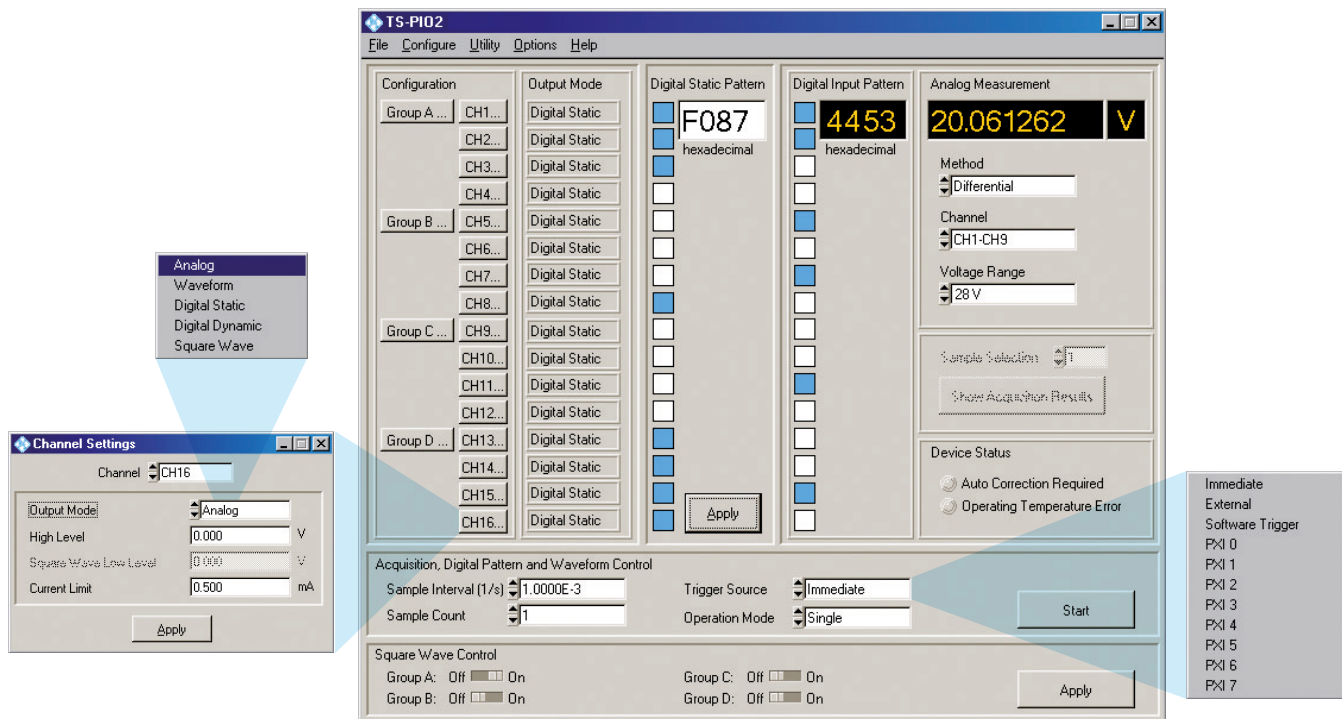 TS-PIO2
File Configure Utility Options Help
Configuration
Output Mode
Digital Static Pattern
Digital Input Pattern
Analog Measurement
Group A ... CH1... Digital Static
CH2... Digital Static
CH3... Digital Static
CH4... Digital Static
Group B ... CH5... Digital Static
CH6... Digital Static
CH7... Digital Static
CH8... Digital Static
Group C ... CH9... Digital Static
CH10... Digital Static
CH11... Digital Static
CH12... Digital Static
Group D ... CH13... Digital Static
CH14... Digital Static
CH15... Digital Static
CH16... Digital Static
F087
hexadecimal
Apply
4453
hexadecimal
20.061262 V
Method
Differential
Channel
CH1-CH9
Voltage Range
28 V
Sample Selection 1
Show Acquisition Results
Device Status
Auto Correction Required
Operating Temperature Error
Acquisition, Digital Pattern and Waveform Control
Sample Interval (1/s) 1.0000E-3
Trigger Source Immediate
Sample Count 1
Operation Mode Single
Start
Square Wave Control
Group A: Off On
Group C: Off On
Group B: Off On
Group D: Off On
Apply
Analog
Waveform
Digital Static
Digital Dynamic
Square Wave
Channel Settings
Channel CH16
Output Mode Analog
High Level 0.000 V
Square Wave Low Level 0.000 V
Current Limit 0.500 mA
Apply
Immediate
External
Software Trigger
PXI 0
PXI 1
PXI 2
PXI 3
PXI 4
PXI 5
PXI 6
PXI 7